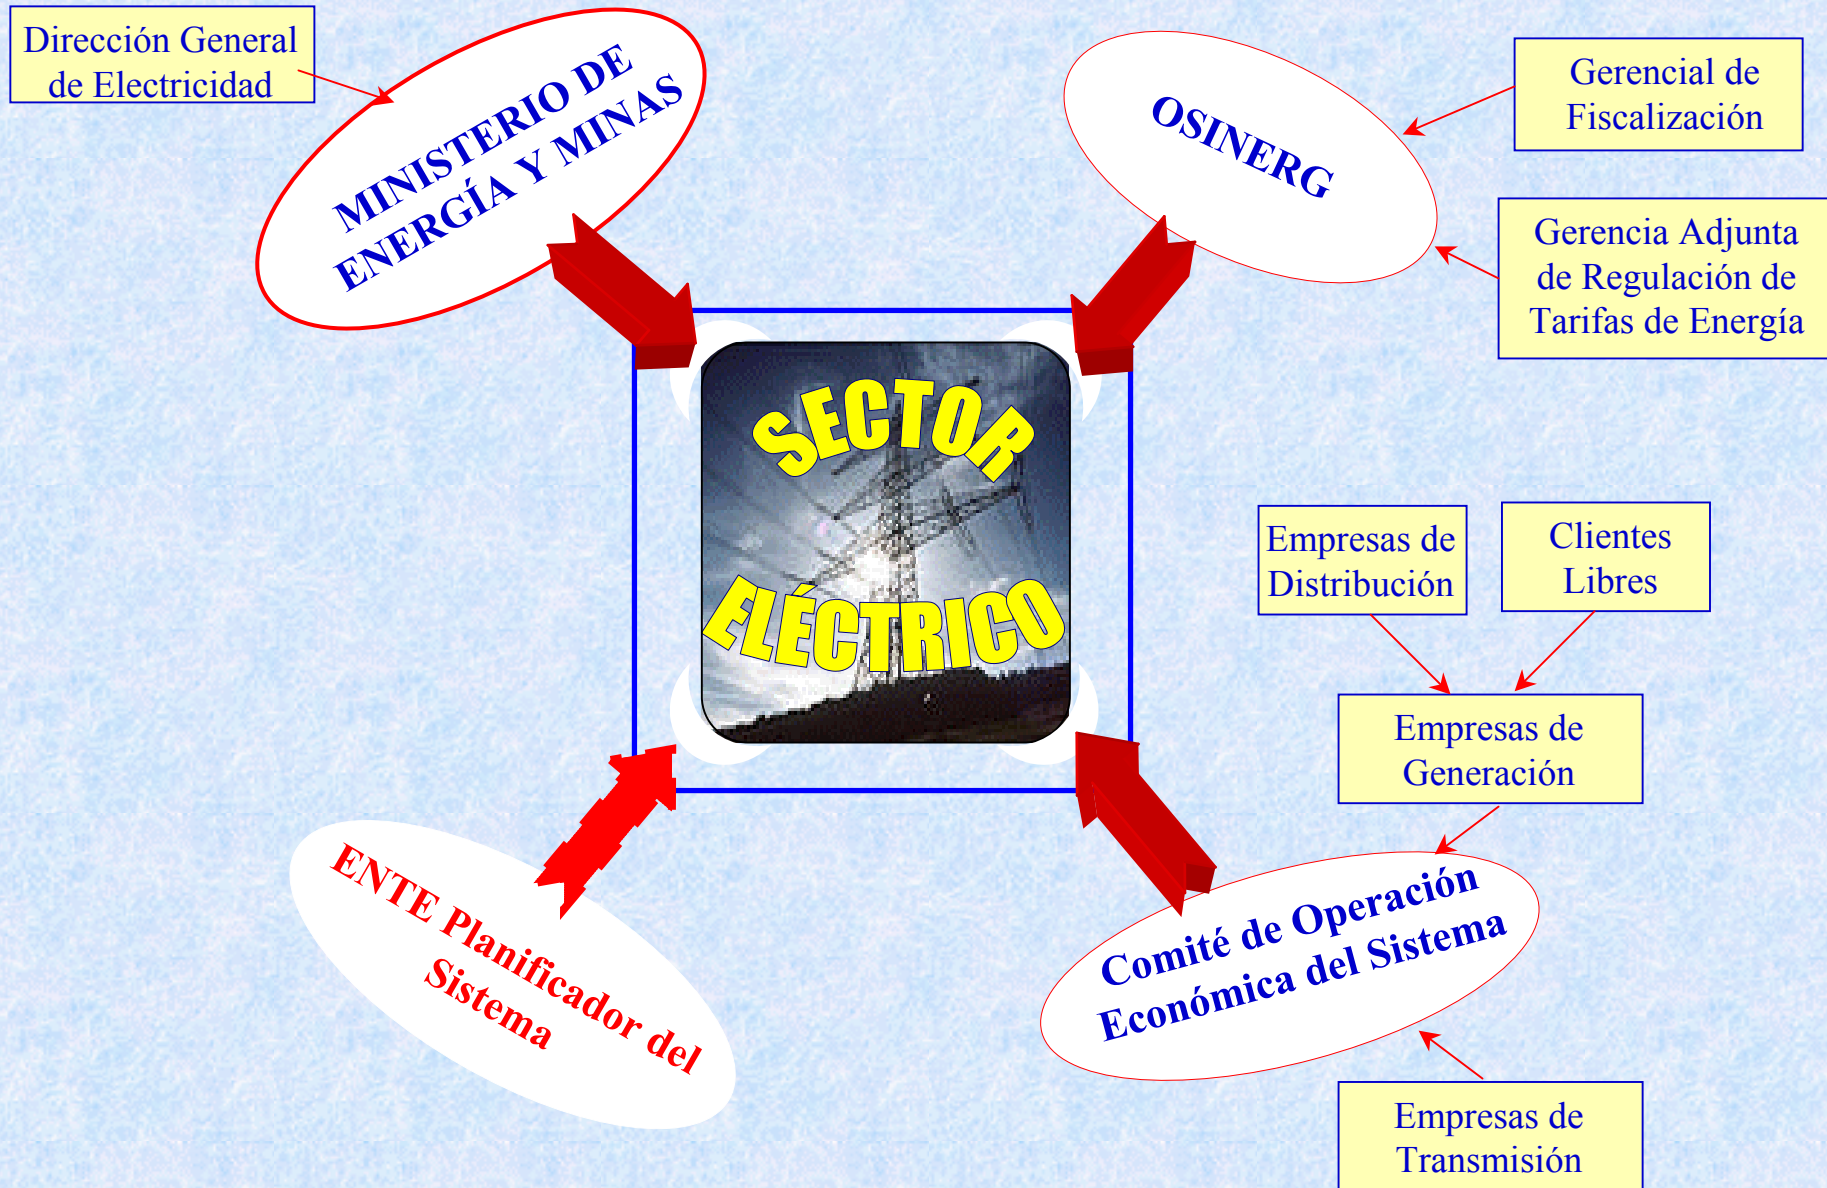 Dirección General
de Electricidad
MINISTERIO DE
ENERGÍA Y MINAS
OSINERG
Gerencial de
Fiscalización
Gerencia Adjunta
de Regulación de
Tarifas de Energía
SECTOR
ELÉCTRICO
Empresas de
Distribución
Clientes
Libres
Empresas de
Generación
ENTE Planificador del
Sistema
Comité de Operación
Económica del Sistema
Empresas de
Transmisión